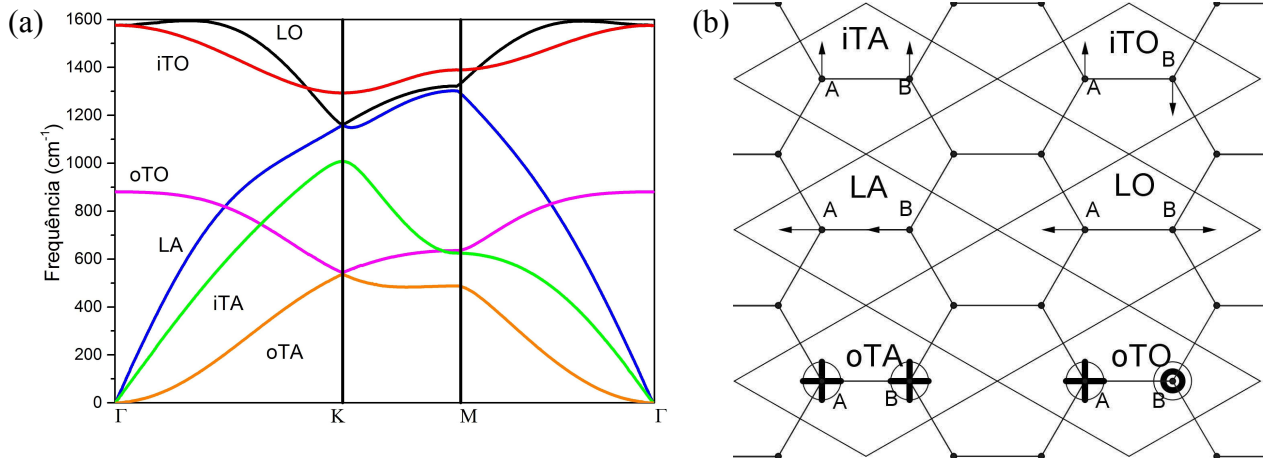 (a)
Frequência (cm⁻¹)
1600
1400
1200
1000
800
600
400
200
0
LO
iTO
oTO
LA
iTA
oTA
Γ K M Γ
(b)
iTA
A B
iTO
A B
LA
A B
LO
A B
oTA
A B
oTO
A B